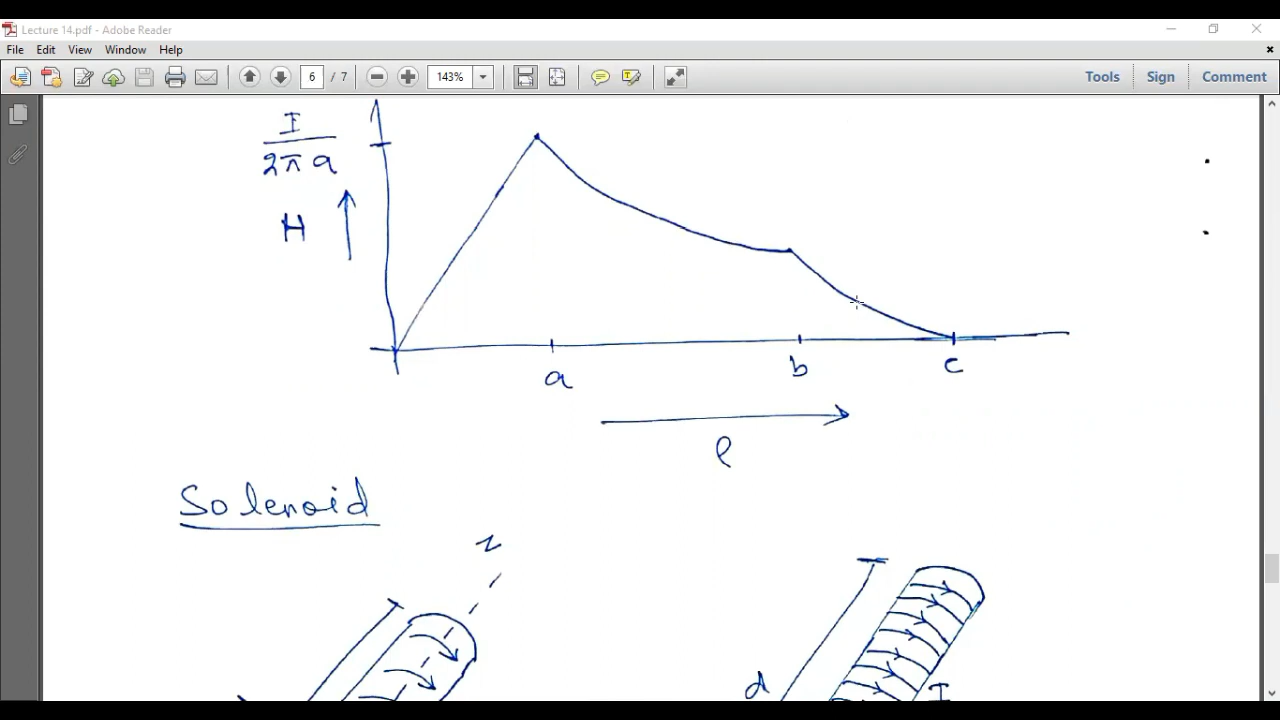 Lecture 14.pdf - Adobe Reader
File Edit View Window Help
6 / 7 143% Tools Sign Comment
I
2π a
H
a b c
ρ
Solenoid
z
d
I